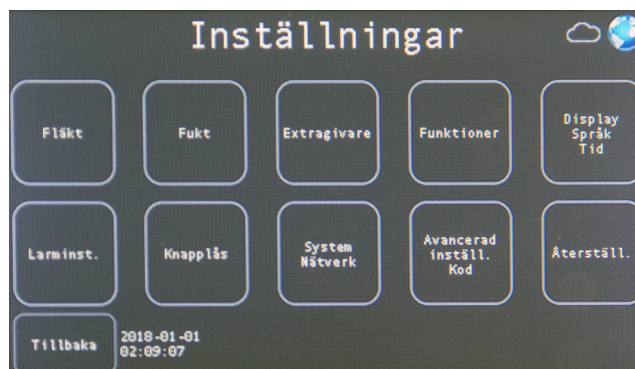 Inställningar
Fläkt
Fukt
Extragivare
Funktioner
Display
Språk
Tid
Larminst.
Knapplås
System
Nätverk
Avancerad
inställ.
Kod
Återställ.
Tillbaka
2018-01-01
02:09:07